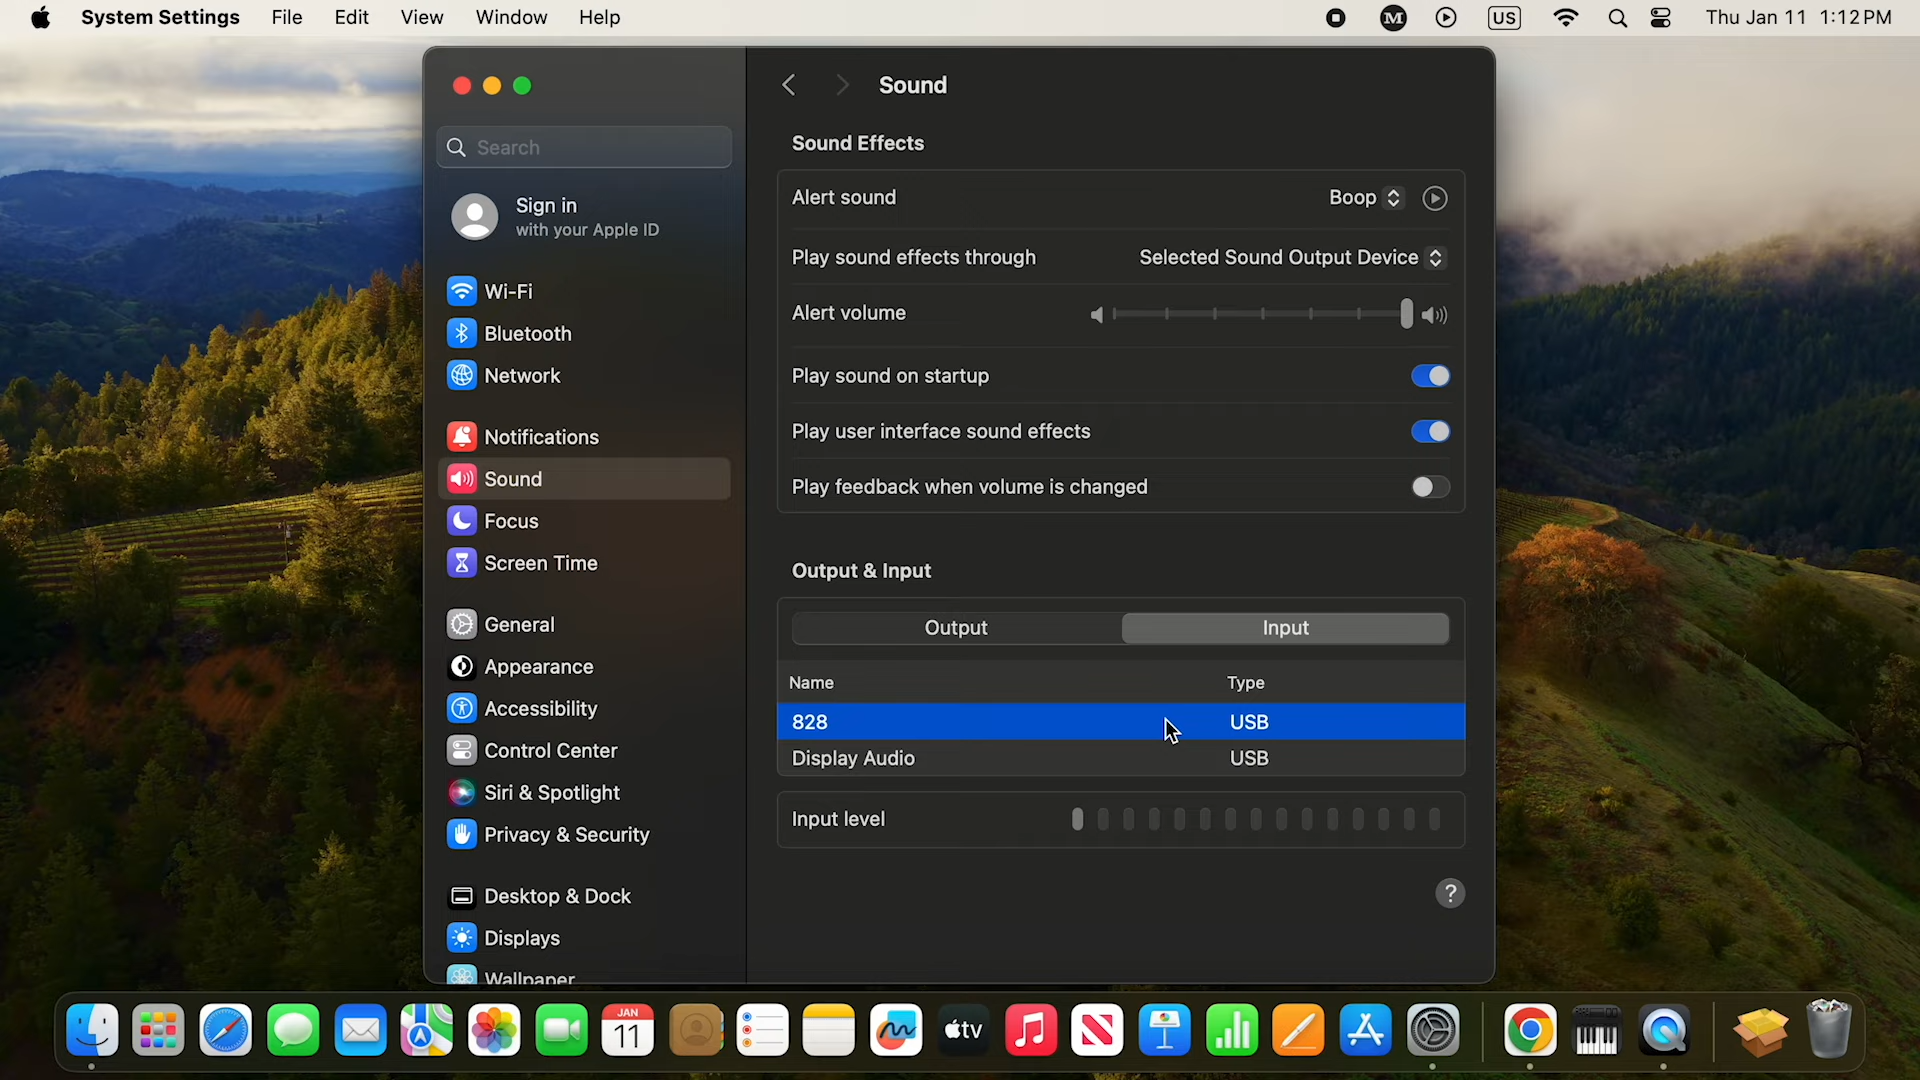 System Settings File Edit View Window Help
M US Thu Jan 11 1:12 PM
Sound
Search
Sign in
with your Apple ID
Wi-Fi
Bluetooth
Network
Notifications
Sound
Focus
Screen Time
General
Appearance
Accessibility
Control Center
Siri & Spotlight
Privacy & Security
Desktop & Dock
Displays
Wallpaper
Sound Effects
Alert sound Boop
Play sound effects through Selected Sound Output Device
Alert volume
Play sound on startup
Play user interface sound effects
Play feedback when volume is changed
Output & Input
Output Input
Name Type
828 USB
Display Audio USB
Input level
?
JAN
11
tv